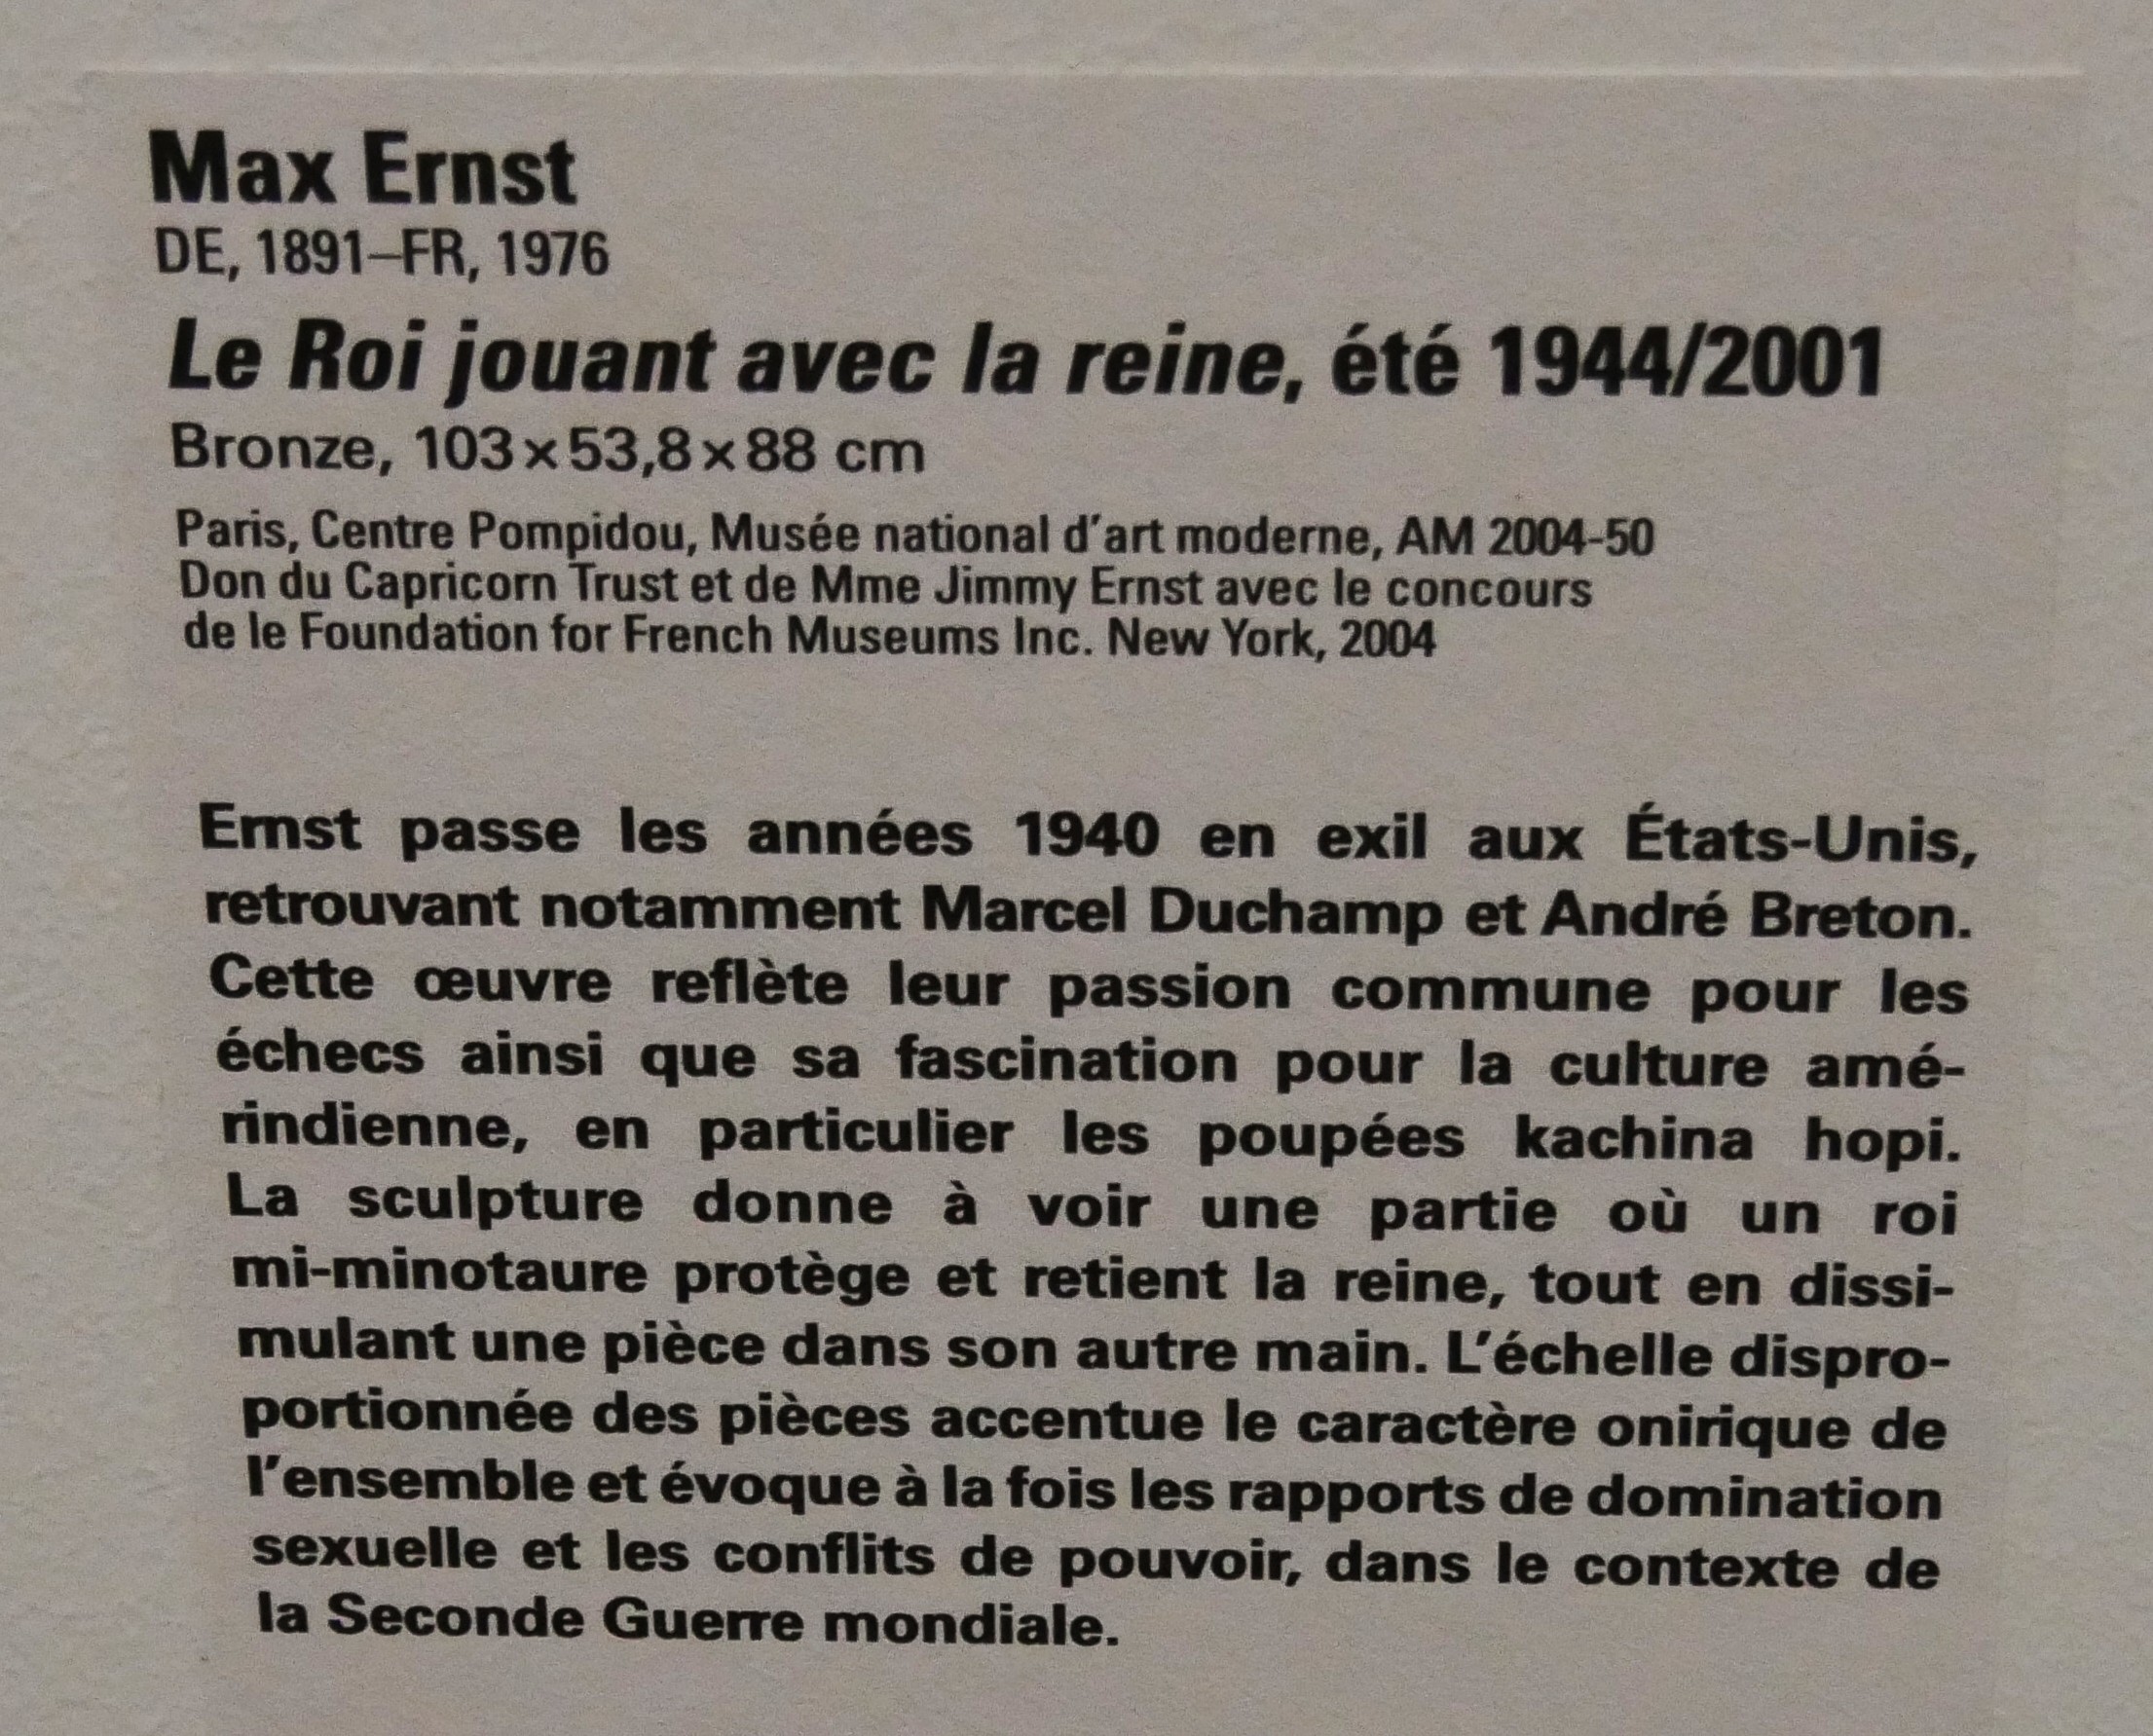 Max Ernst
DE, 1891–FR, 1976
Le Roi jouant avec la reine, été 1944/2001
Bronze, 103 × 53,8 × 88 cm
Paris, Centre Pompidou, Musée national d'art moderne, AM 2004-50
Don du Capricorn Trust et de Mme Jimmy Ernst avec le concours
de le Foundation for French Museums Inc. New York, 2004
Ernst passe les années 1940 en exil aux États-Unis,
retrouvant notamment Marcel Duchamp et André Breton.
Cette œuvre reflète leur passion commune pour les
échecs ainsi que sa fascination pour la culture amé-
rindienne, en particulier les poupées kachina hopi.
La sculpture donne à voir une partie où un roi
mi-minotaure protège et retient la reine, tout en dissi-
mulant une pièce dans son autre main. L'échelle dispro-
portionnée des pièces accentue le caractère onirique de
l'ensemble et évoque à la fois les rapports de domination
sexuelle et les conflits de pouvoir, dans le contexte de
la Seconde Guerre mondiale.